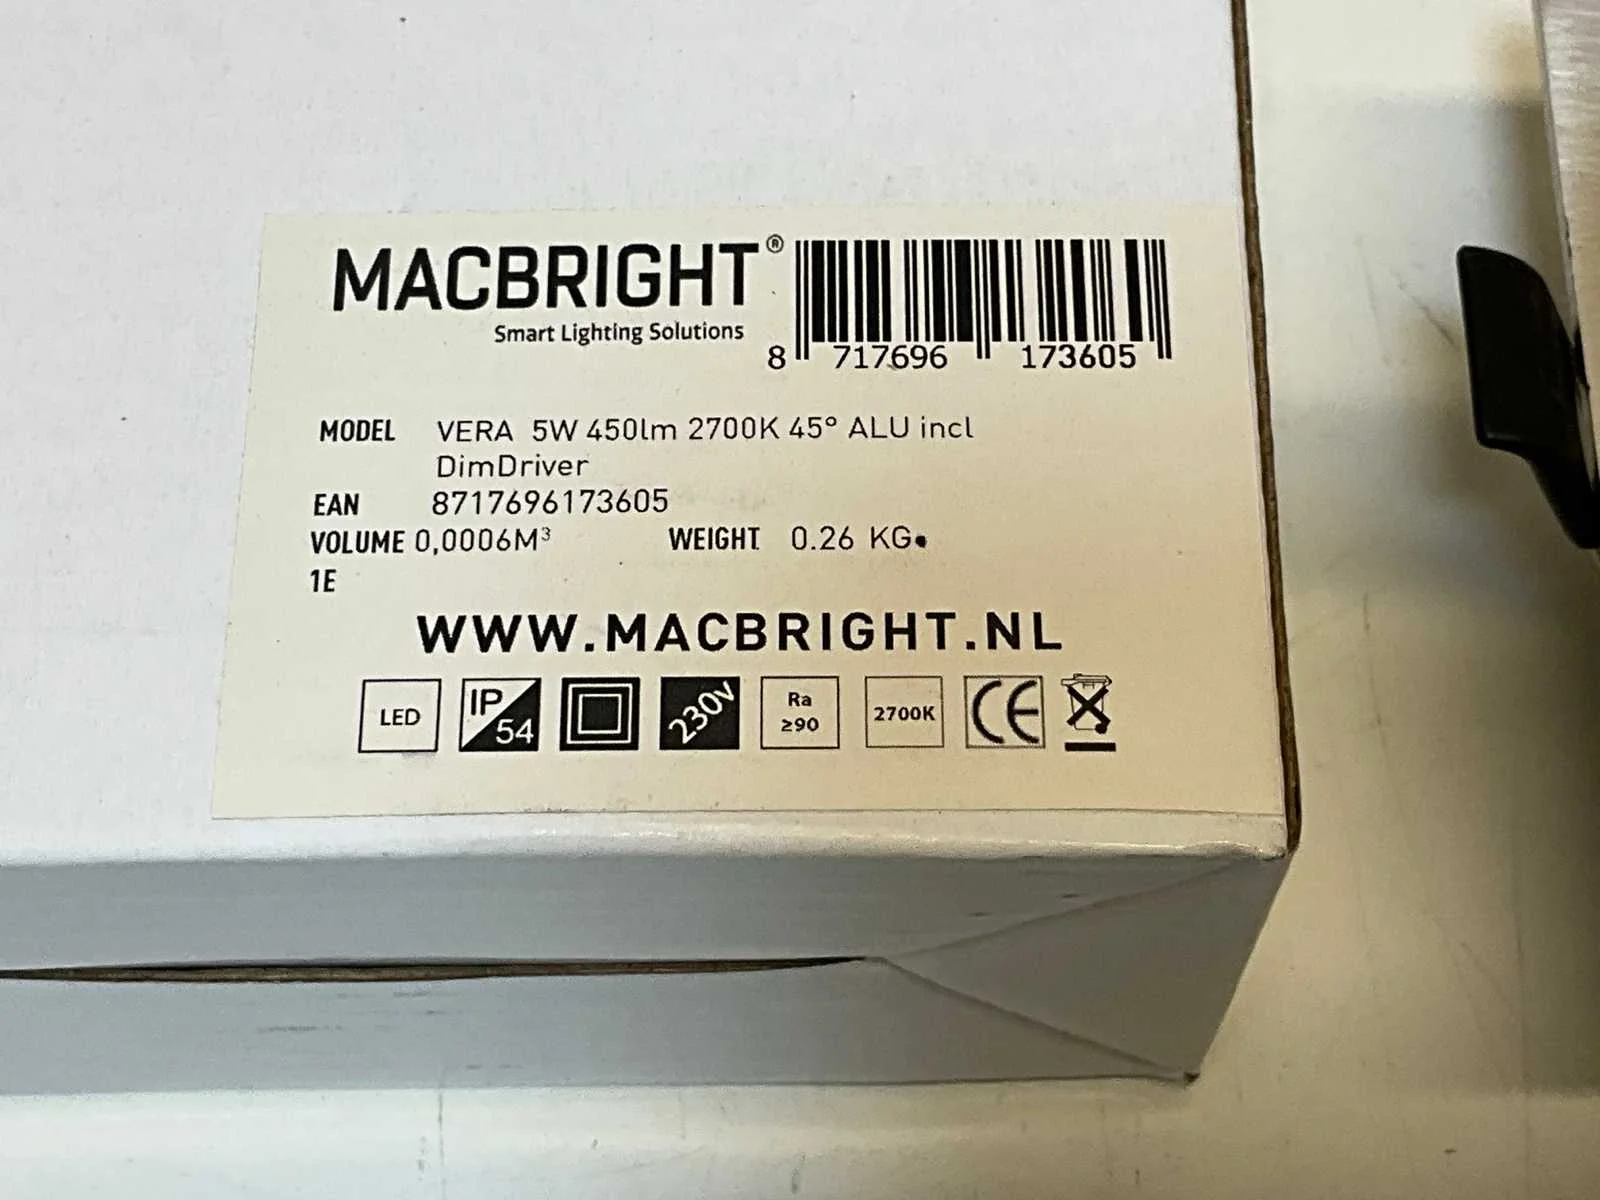 MACBRIGHT®
Smart Lighting Solutions
8 717696 173605
MODEL VERA 5W 450lm 2700K 45° ALU incl
DimDriver
EAN 8717696173605
VOLUME 0,0006M³ WEIGHT 0.26 KG
1E
WWW.MACBRIGHT.NL
LED IP 54 230V Ra ≥90 2700K CE